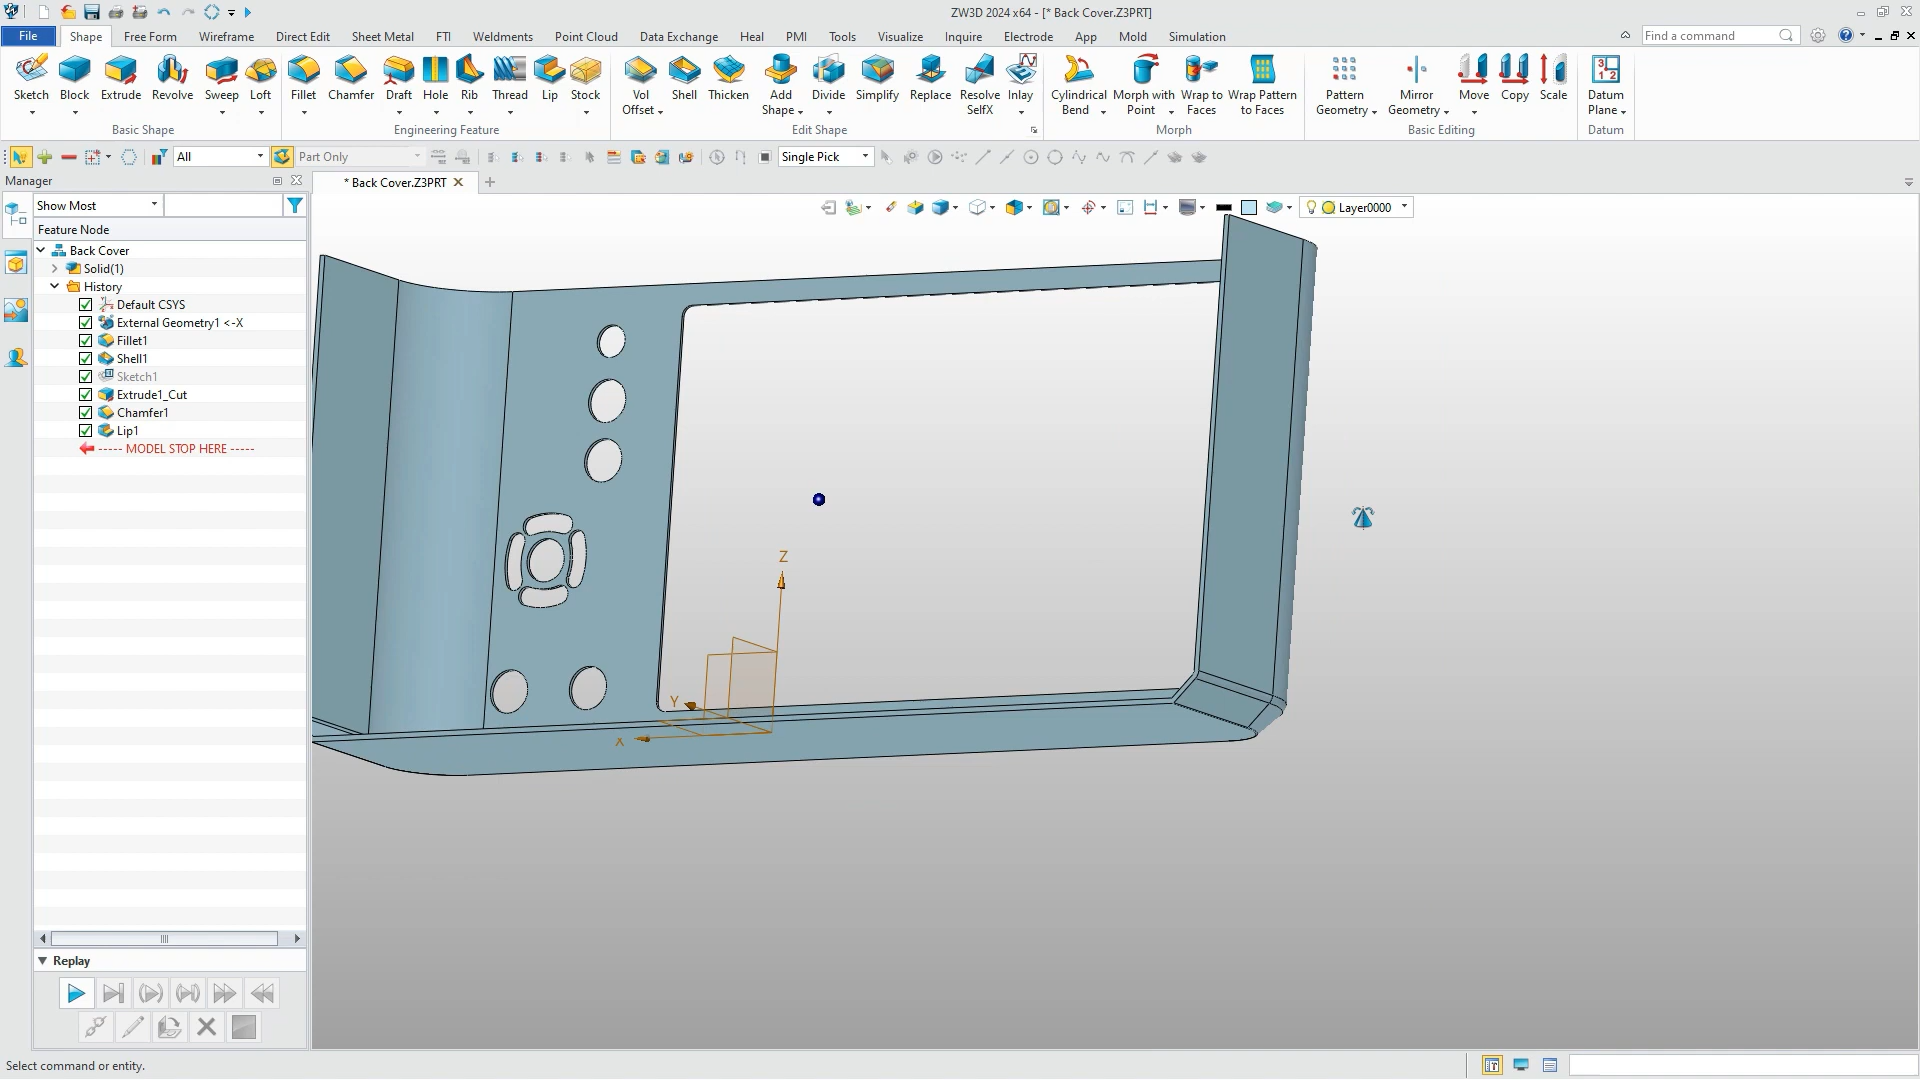 ZW3D 2024 x64 - [* Back Cover.Z3PRT]
File Shape Free Form Wireframe Direct Edit Sheet Metal FTI Weldments Point Cloud Data Exchange Heal PMI Tools Visualize Inquire Electrode App Mold Simulation Find a command
Sketch Block Extrude Revolve Sweep Loft Fillet Chamfer Draft Hole Rib Thread Lip Stock Vol Offset Shell Thicken Add Shape Divide Simplify Replace Resolve SelfX Inlay Cylindrical Bend Morph with Point Wrap to Faces Wrap Pattern to Faces Pattern Geometry Mirror Geometry Move Copy Scale Datum Plane
Basic Shape Engineering Feature Edit Shape Morph Basic Editing Datum
All Part Only Single Pick
Manager * Back Cover.Z3PRT
Show Most Layer0000
Feature Node
Back Cover
Solid(1)
History
Default CSYS
External Geometry1 <-X
Fillet1
Shell1
Sketch1
Extrude1_Cut
Chamfer1
Lip1
----- MODEL STOP HERE -----
Z
Y
X
Replay
Select command or entity.